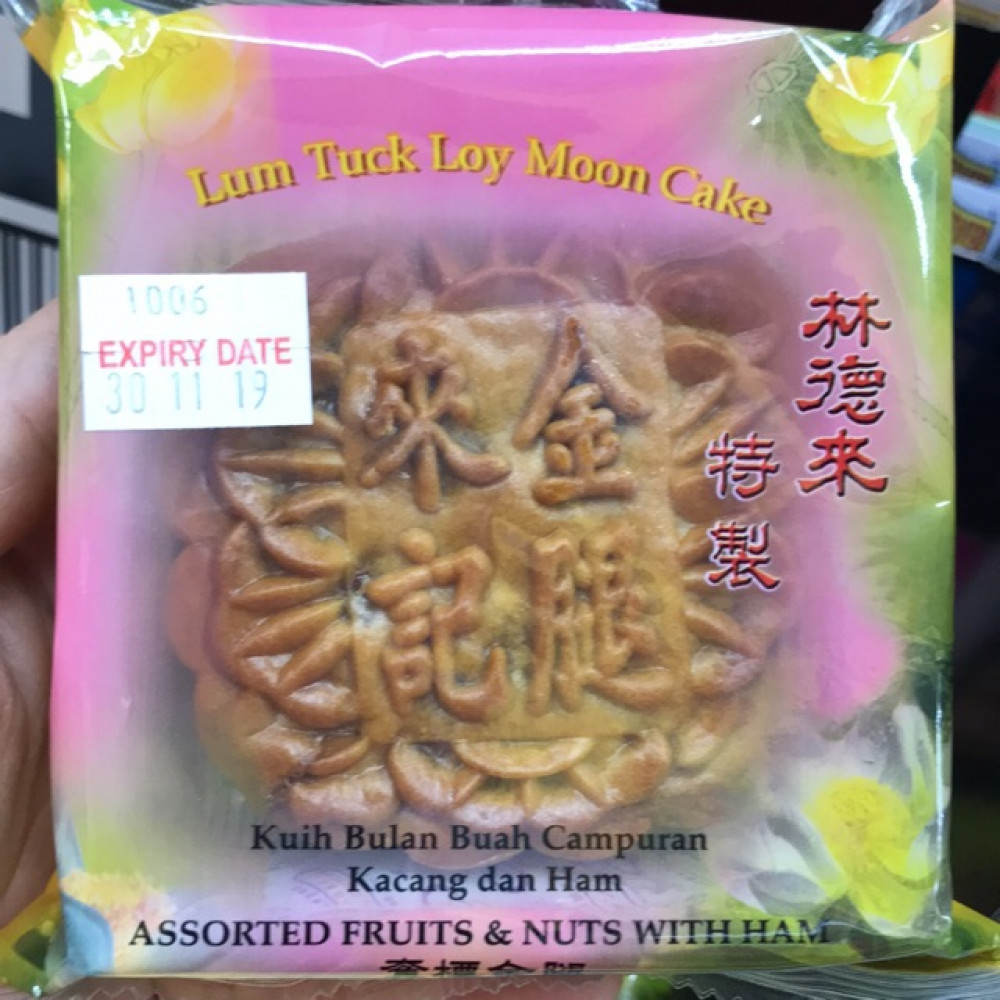 Lum Tuck Loy Moon Cake
1006
EXPIRY DATE
30 11 19
林德來
特製
金腿
來記
Kuih Bulan Buah Campuran
Kacang dan Ham
ASSORTED FRUITS & NUTS WITH HAM